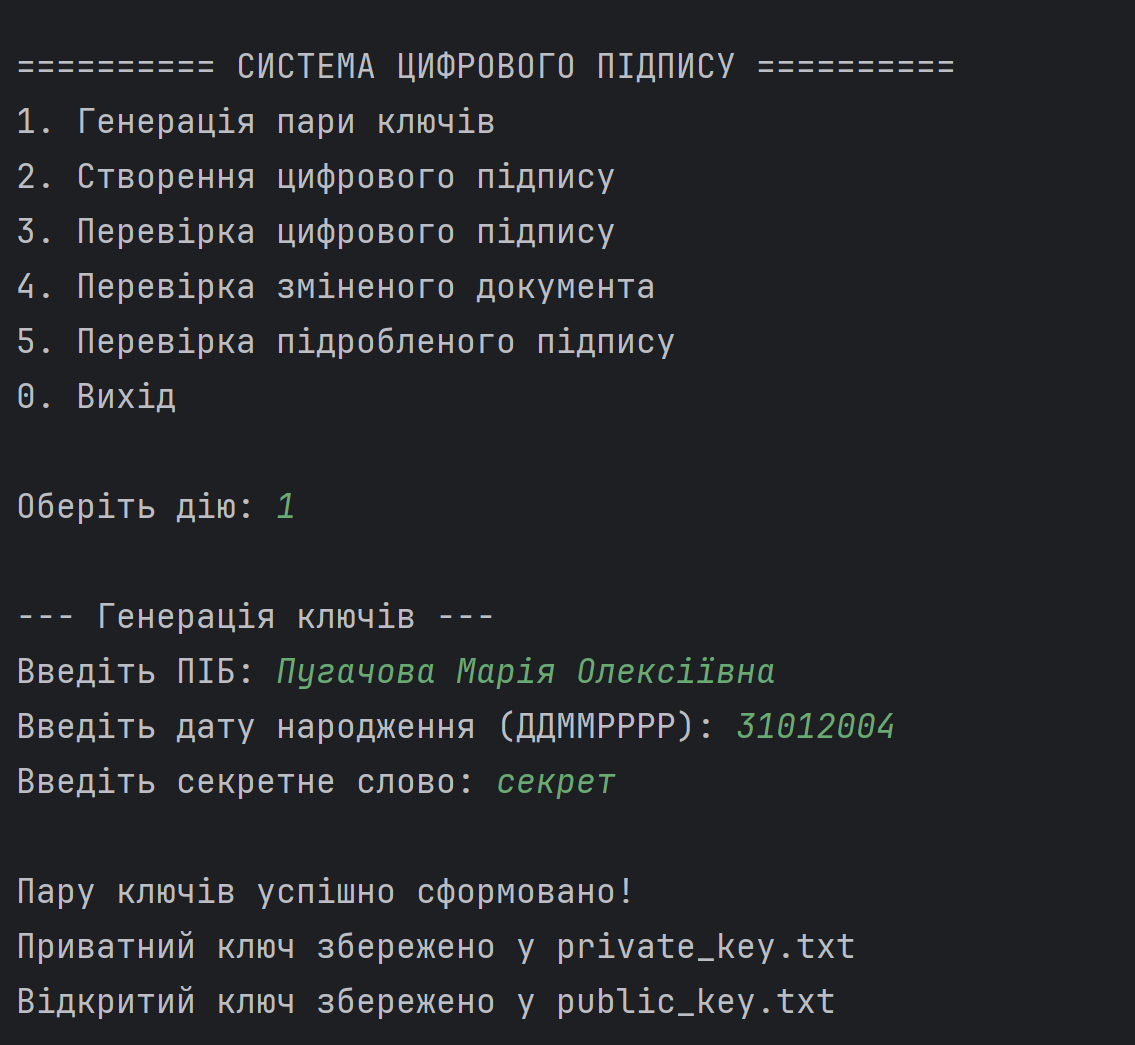 ========== СИСТЕМА ЦИФРОВОГО ПІДПИСУ ==========
1. Генерація пари ключів
2. Створення цифрового підпису
3. Перевірка цифрового підпису
4. Перевірка зміненого документа
5. Перевірка підробленого підпису
0. Вихід
Оберіть дію: 1
--- Генерація ключів ---
Введіть ПІБ: Пугачова Марія Олексіївна
Введіть дату народження (ДДММРРРР): 31012004
Введіть секретне слово: секрет
Пару ключів успішно сформовано!
Приватний ключ збережено у private_key.txt
Відкритий ключ збережено у public_key.txt